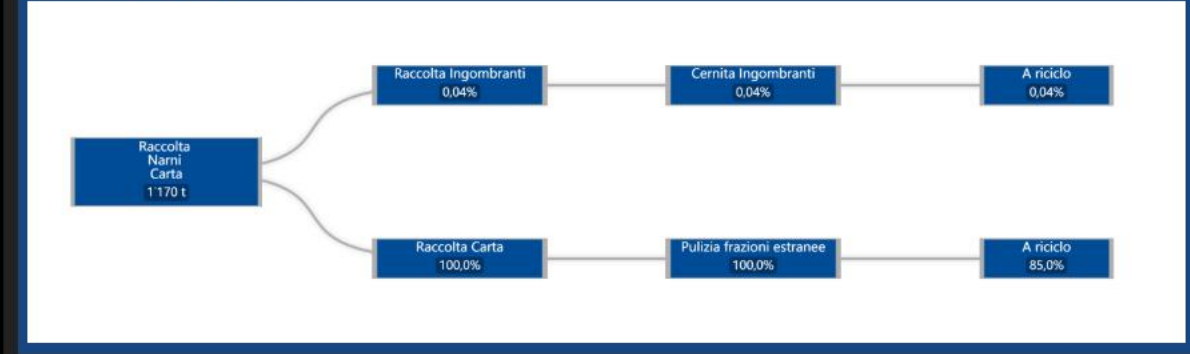 Raccolta Ingombranti
0,04%
Cernita Ingombranti
0,04%
A riciclo
0,04%
Raccolta
Narni
Carta
1'170 t
Raccolta Carta
100,0%
Pulizia frazioni estranee
100,0%
A riciclo
85,0%